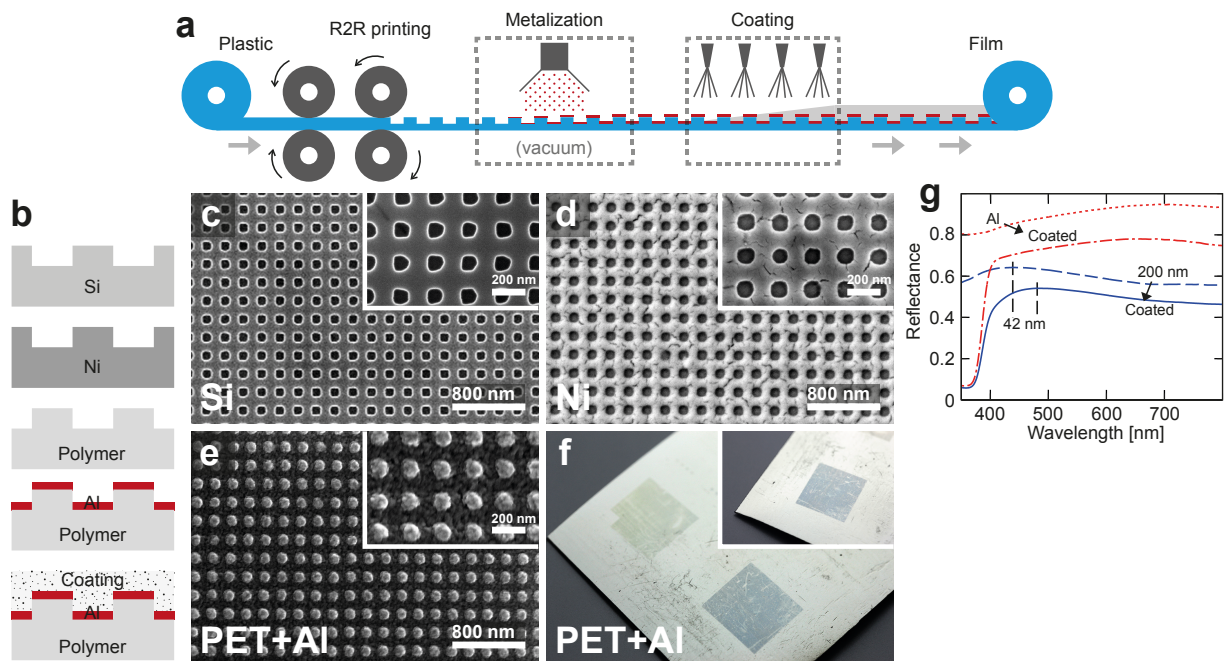 a
Plastic
R2R printing
Metalization
Coating
Film
(vacuum)
b
Si
Ni
Polymer
Al
Polymer
Coating
Al
Polymer
c
200 nm
Si
800 nm
d
200 nm
Ni
800 nm
e
200 nm
PET+Al
800 nm
f
PET+Al
g
Reflectance
0.8
0.6
0.4
0.2
0
Al
Coated
200 nm
Coated
42 nm
400 500 600 700
Wavelength [nm]